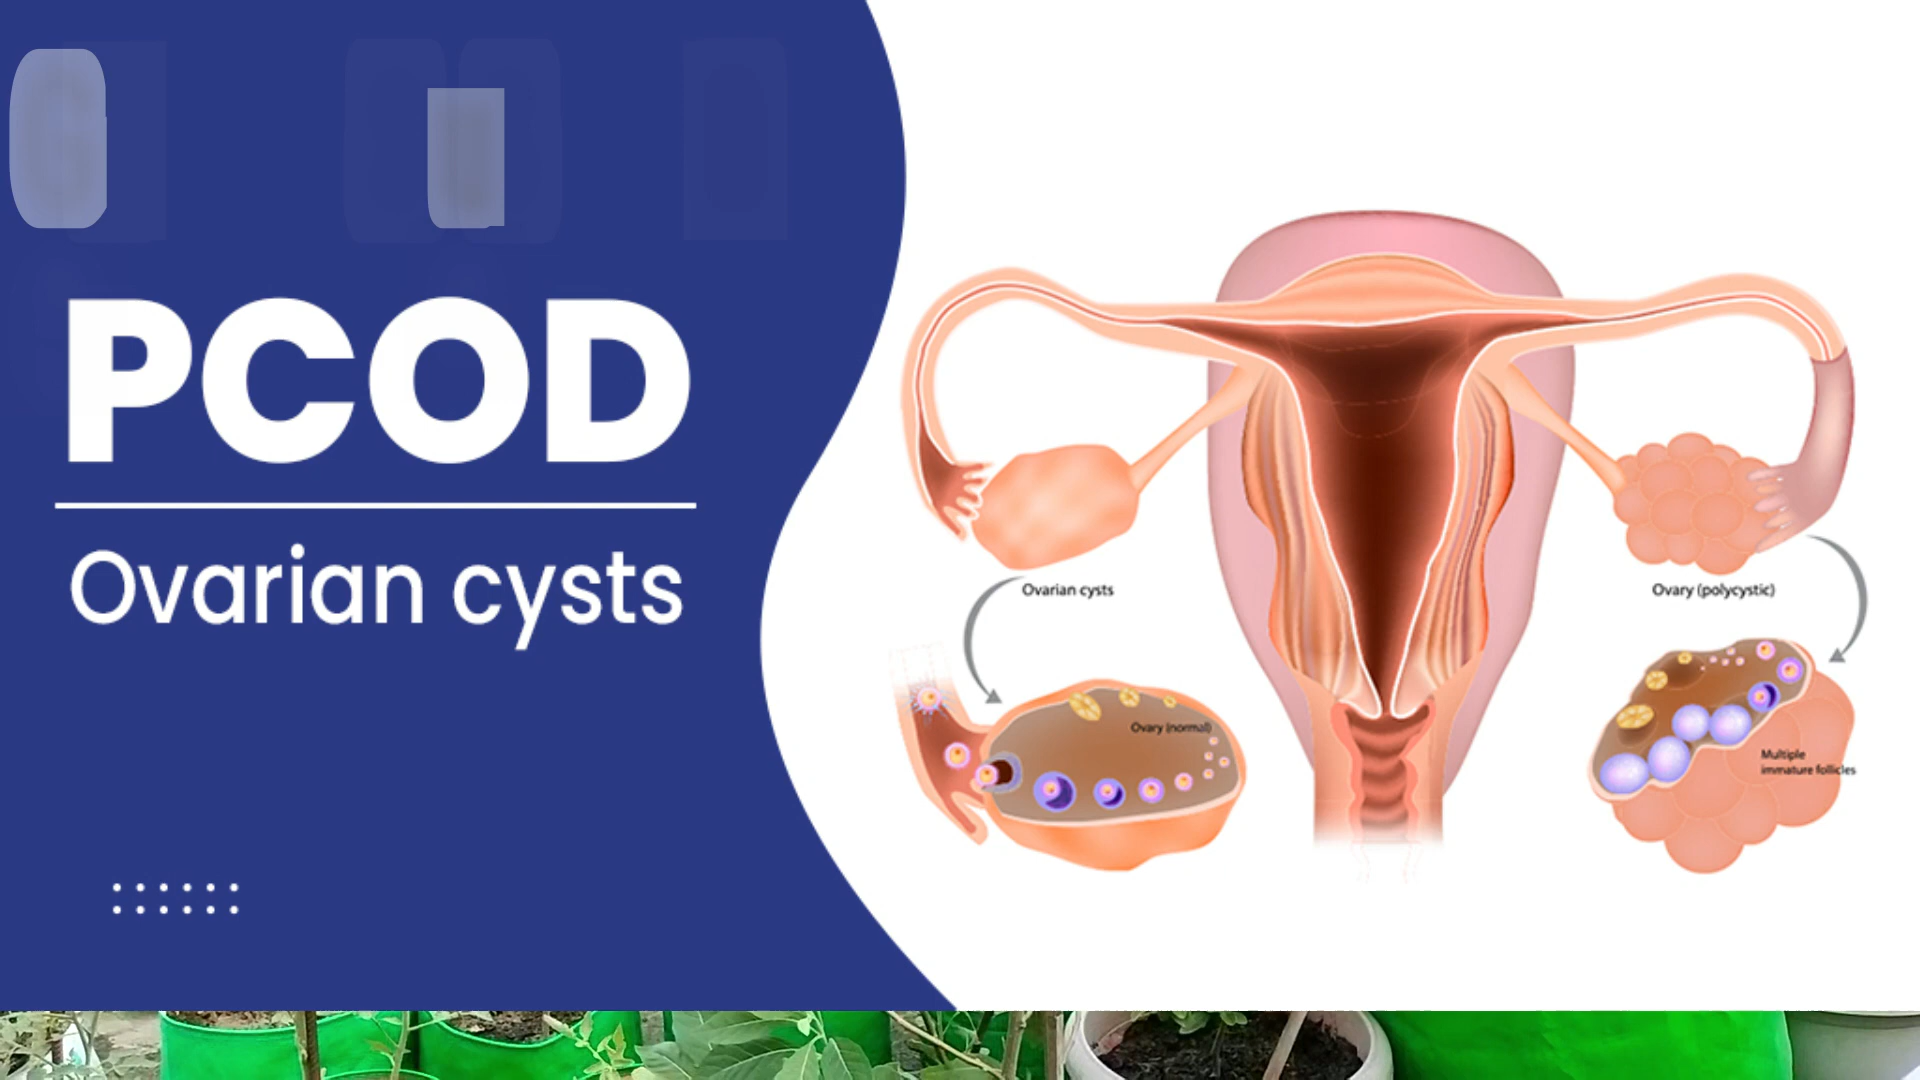 PCOD
Ovarian cysts
Ovarian cysts
Ovary (polycystic)
Ovary (normal)
Multiple
immature follicles